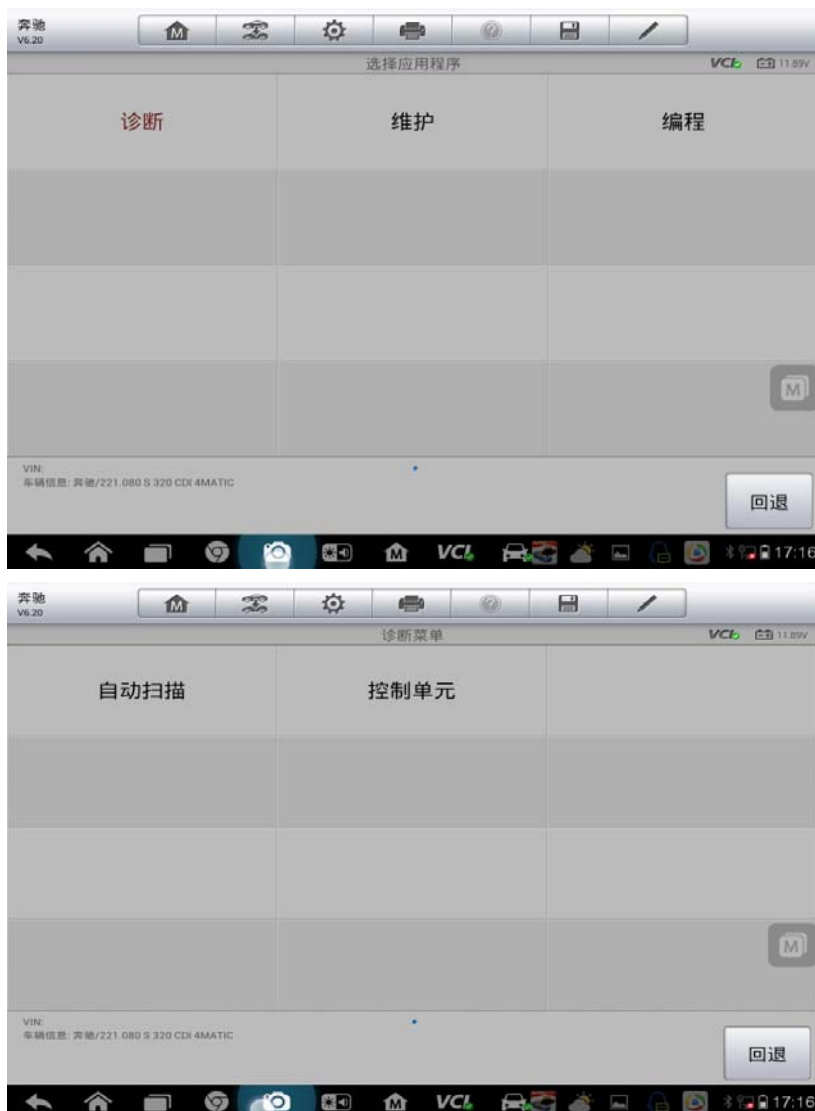 奔驰
V6.20
选择应用程序
VCI 11.89V
诊断 维护 编程
VIN:
车辆信息: 奔驰/221.080 S 320 CDI 4MATIC
回退
VCI 17:16
奔驰
V6.20
诊断菜单
VCI 11.89V
自动扫描 控制单元
VIN:
车辆信息: 奔驰/221.080 S 320 CDI 4MATIC
回退
VCI 17:16